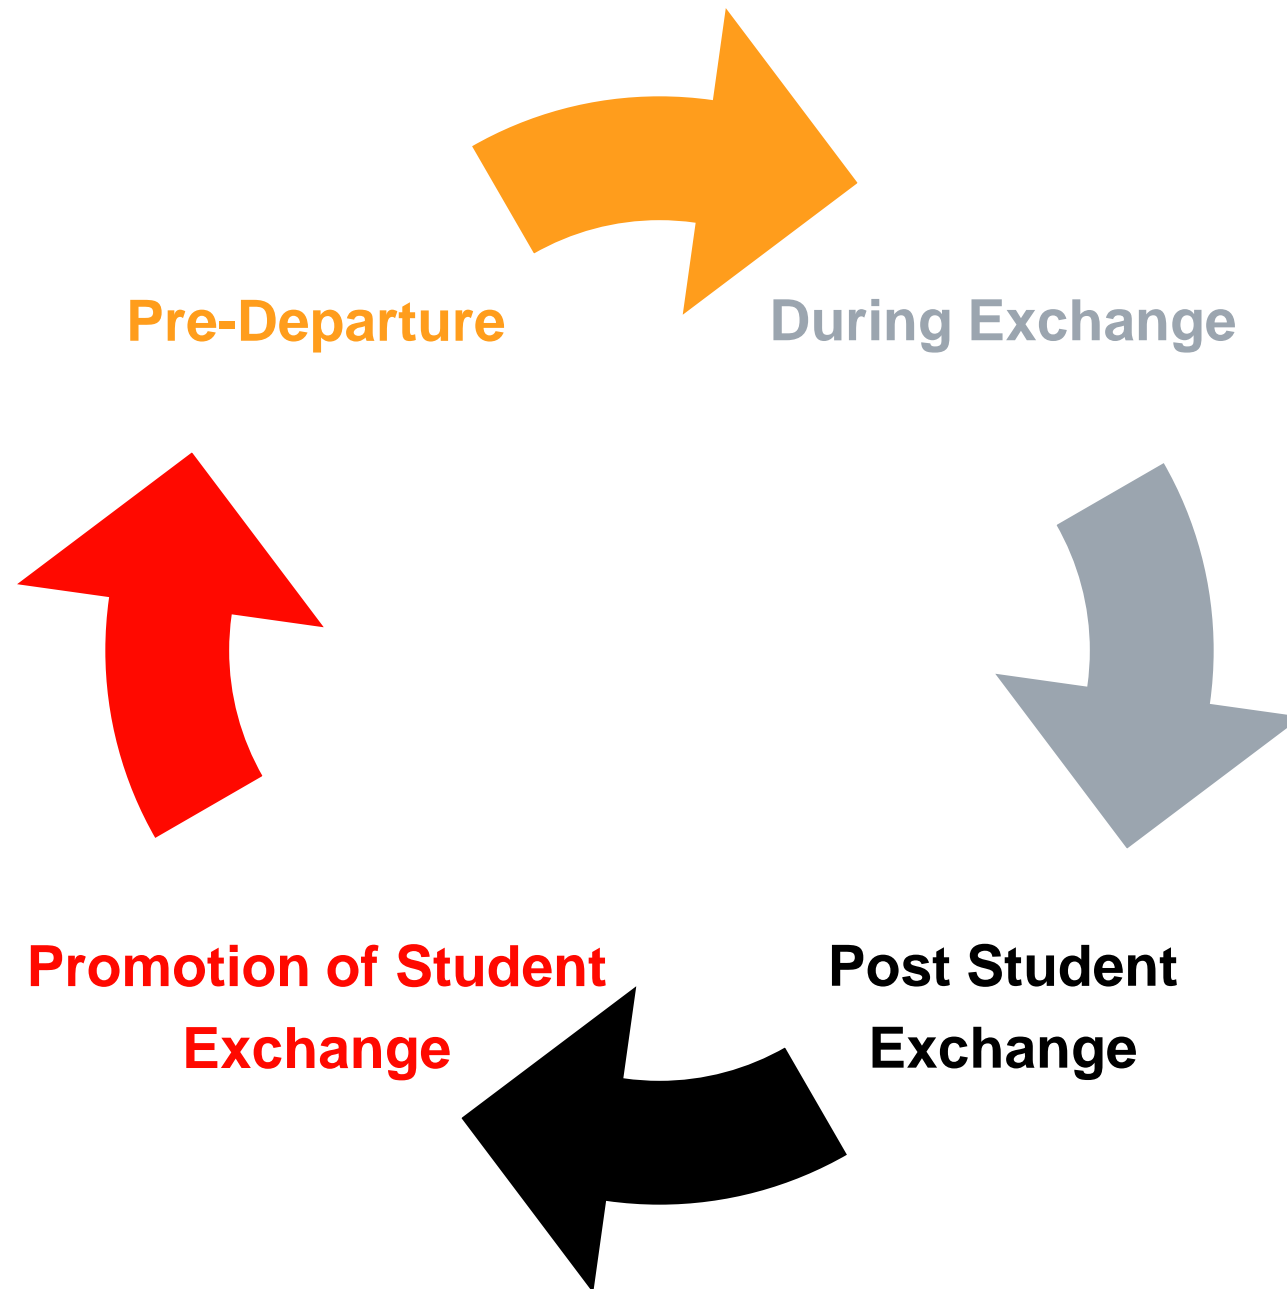 Pre-Departure
During Exchange
Promotion of Student
Exchange
Post Student
Exchange